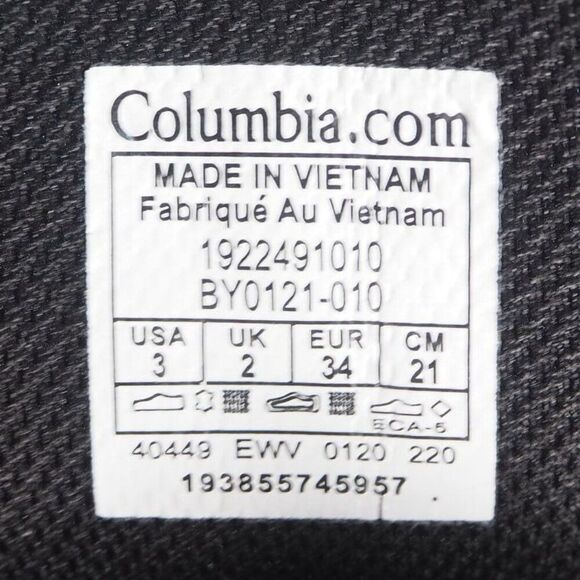 Columbia.com
MADE IN VIETNAM
Fabriqué Au Vietnam
1922491010
BY0121-010
USA UK EUR CM
3 2 34 21
ECA-5
40449 EWV 0120 220
193855745957